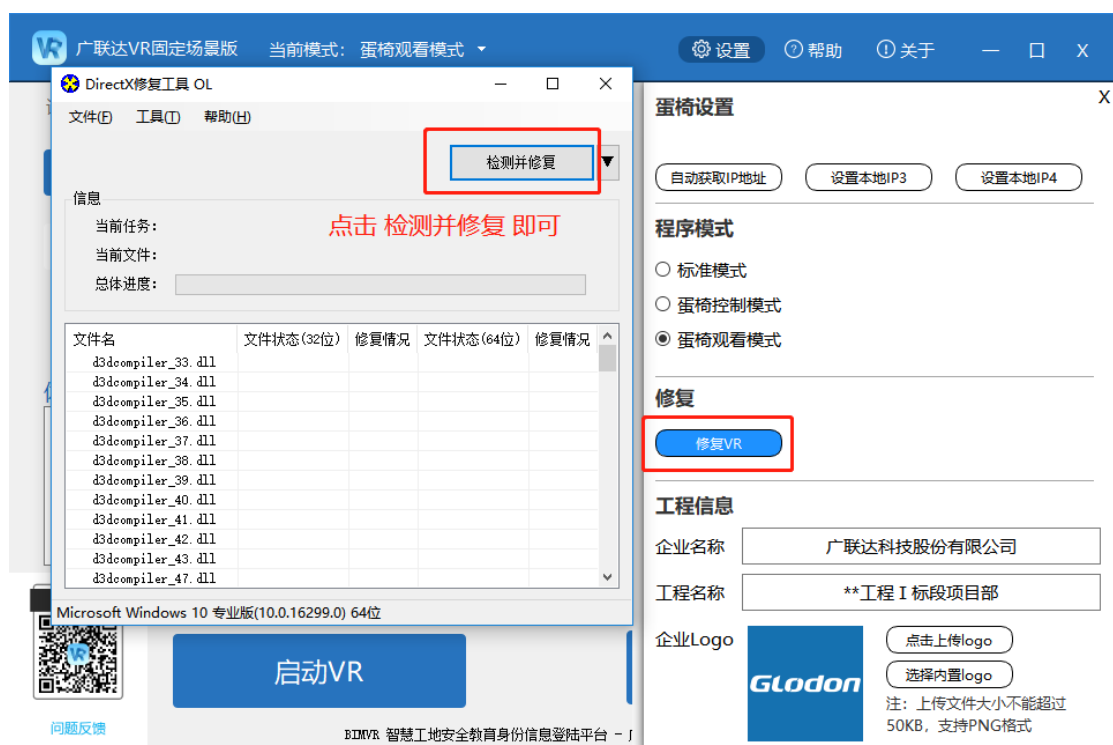 VR 广联达VR固定场景版 当前模式: 蛋椅观看模式 设置 帮助 关于
DirectX修复工具 OL
文件(F) 工具(T) 帮助(H)
检测并修复
信息
当前任务:
点击 检测并修复 即可
当前文件:
总体进度:
文件名 文件状态(32位) 修复情况 文件状态(64位) 修复情况
d3dcompiler_33.dll
d3dcompiler_34.dll
d3dcompiler_35.dll
d3dcompiler_36.dll
d3dcompiler_37.dll
d3dcompiler_38.dll
d3dcompiler_39.dll
d3dcompiler_40.dll
d3dcompiler_41.dll
d3dcompiler_42.dll
d3dcompiler_43.dll
d3dcompiler_47.dll
Microsoft Windows 10 专业版(10.0.16299.0) 64位
VR
问题反馈
启动VR
BIMVR 智慧工地安全教育身份信息登陆平台 -
蛋椅设置
X
自动获取IP地址 设置本地IP3 设置本地IP4
程序模式
标准模式
蛋椅控制模式
蛋椅观看模式
修复
修复VR
工程信息
企业名称 广联达科技股份有限公司
工程名称 **工程 I 标段项目部
企业Logo
GLODON
点击上传logo
选择内置logo
注: 上传文件大小不能超过
50KB, 支持PNG格式